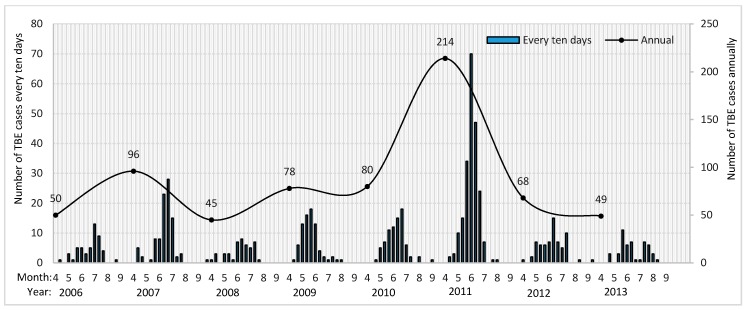 80 250
70 214 Every ten days Annual
60 200
50 150
40
30 96 100
20 50 45 78 80 68 49 50
10
0 0
Number of TBE cases every ten days
Number of TBE cases annually
Month: 4 5 6 7 8 9 4 5 6 7 8 9 4 5 6 7 8 9 4 5 6 7 8 9 4 5 6 7 8 9 4 5 6 7 8 9 4 5 6 7 8 9 4 5 6 7 8 9
Year: 2006 2007 2008 2009 2010 2011 2012 2013